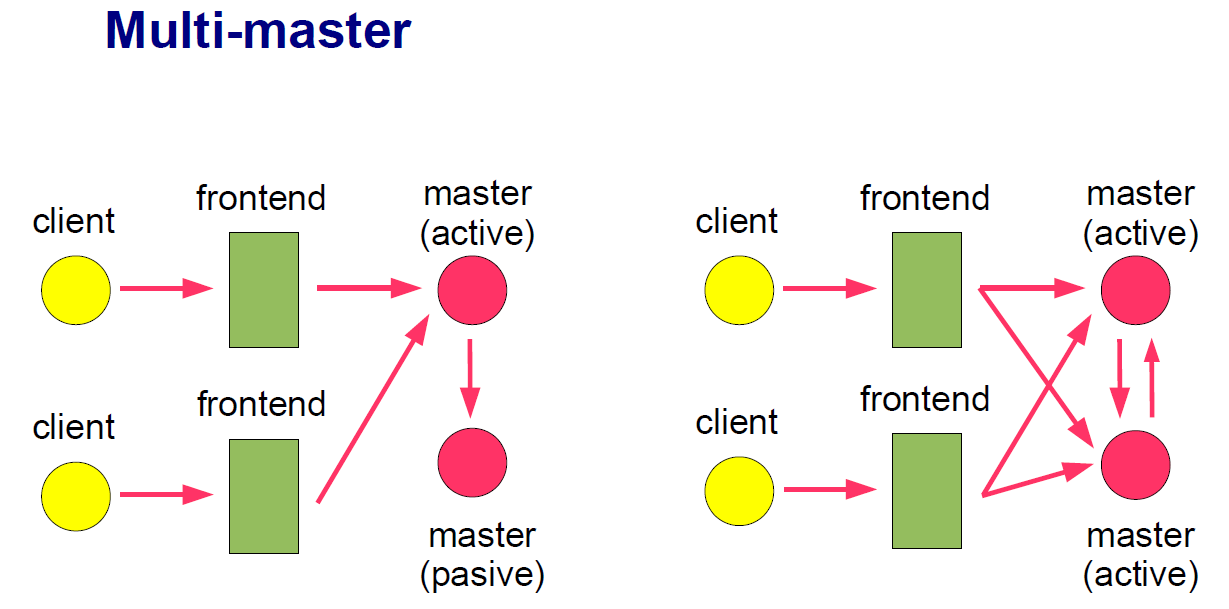 Multi-master
client
frontend
master
(active)
client
frontend
master
(pasive)
client
frontend
master
(active)
client
frontend
master
(active)